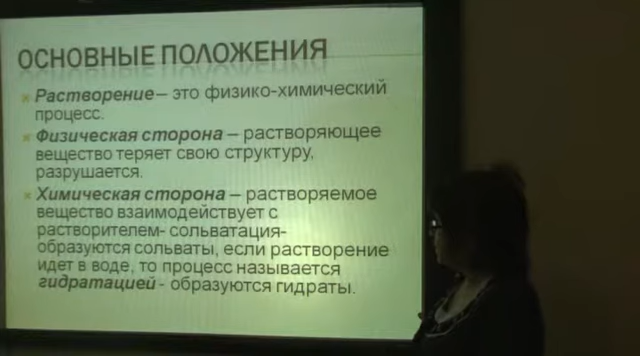 ОСНОВНЫЕ ПОЛОЖЕНИЯ
Растворение – это физико-химический
процесс.
Физическая сторона – растворяющее
вещество теряет свою структуру,
разрушается.
Химическая сторона – растворяемое
вещество взаимодействует с
растворителем- сольватация-
образуются сольваты, если растворение
идет в воде, то процесс называется
гидратацией - образуются гидраты.